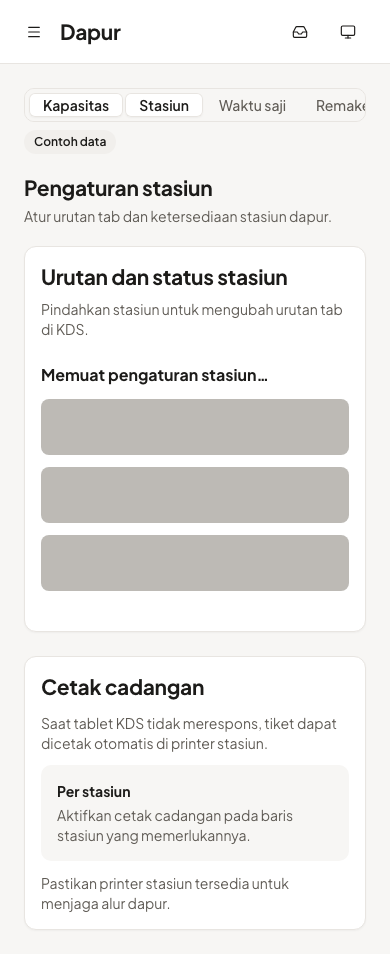 Dapur
Kapasitas
Stasiun
Waktu saji
Remake
Contoh data
Pengaturan stasiun
Atur urutan tab dan ketersediaan stasiun dapur.
Urutan dan status stasiun
Pindahkan stasiun untuk mengubah urutan tab
di KDS.
Memuat pengaturan stasiun…
Cetak cadangan
Saat tablet KDS tidak merespons, tiket dapat
dicetak otomatis di printer stasiun.
Per stasiun
Aktifkan cetak cadangan pada baris
stasiun yang memerlukannya.
Pastikan printer stasiun tersedia untuk
menjaga alur dapur.